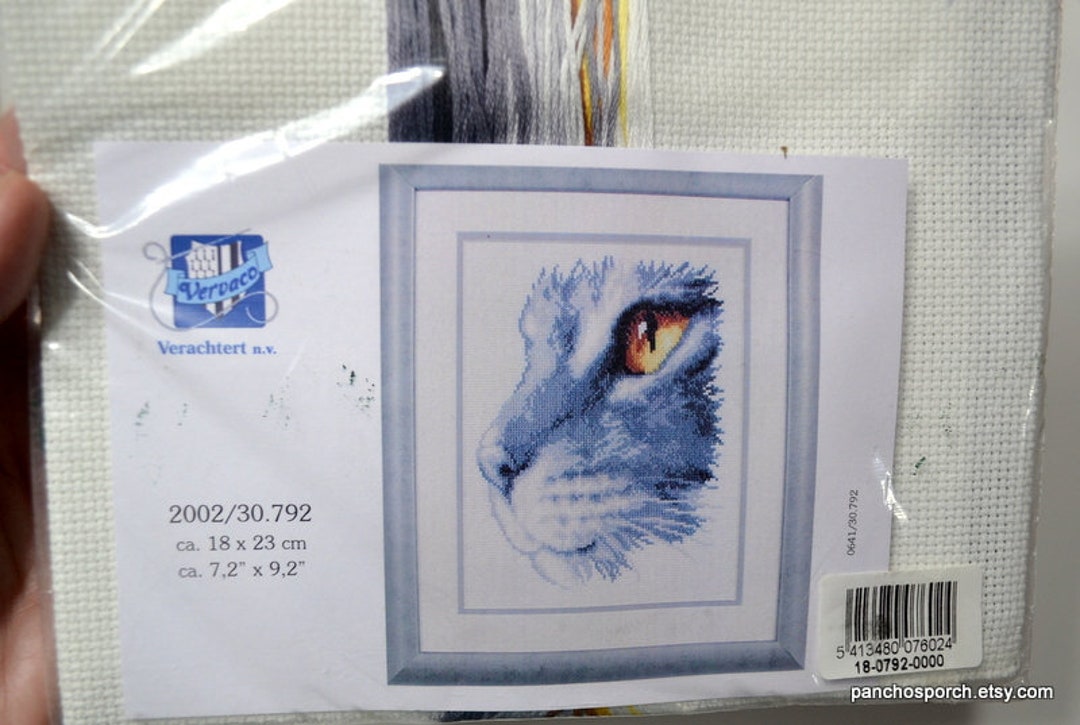 Vervaco
Verachtert n.v.
2002/30.792
ca. 18 x 23 cm
ca. 7,2” x 9,2”
0641/30.792
5 413480 076024
18-0792-0000
panchosporch.etsy.com